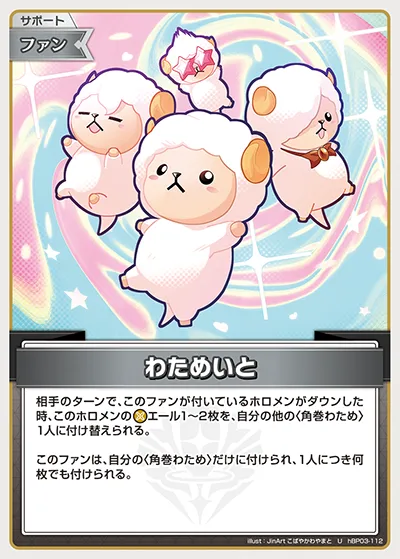 サポート
ファン
わためいと
相手のターンで、このファンが付いているホロメンがダウンした
時、このホロメンの エール1～2枚を、自分の他の〈角巻わため〉
1人に付け替えられる。
このファンは、自分の〈角巻わため〉だけに付けられ、1人につき何
枚でも付けられる。
illust：JinArt こばやかわやまと U hBP03-112